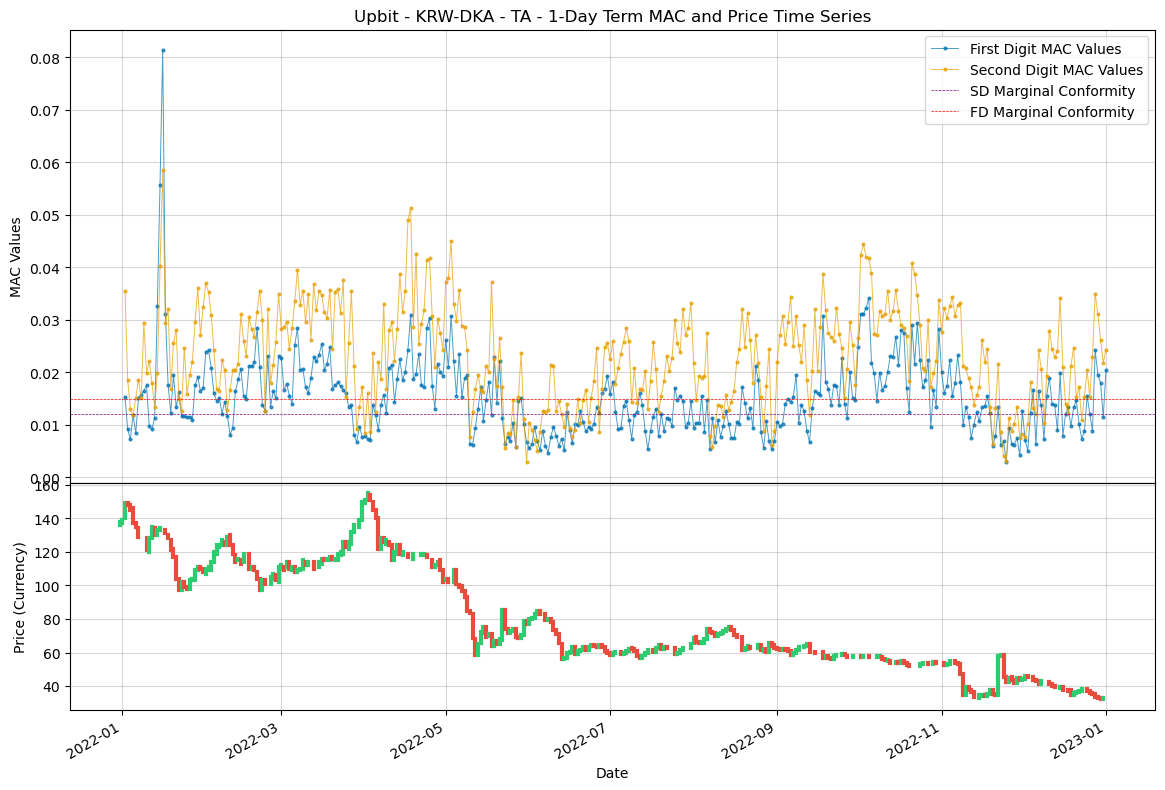 Upbit - KRW-DKA - TA - 1-Day Term MAC and Price Time Series
First Digit MAC Values
Second Digit MAC Values
SD Marginal Conformity
FD Marginal Conformity
MAC Values
0.08
0.07
0.06
0.05
0.04
0.03
0.02
0.01
0.00
Price (Currency)
160
140
120
100
80
60
40
2022-01
2022-03
2022-05
2022-07
2022-09
2022-11
2023-01
Date